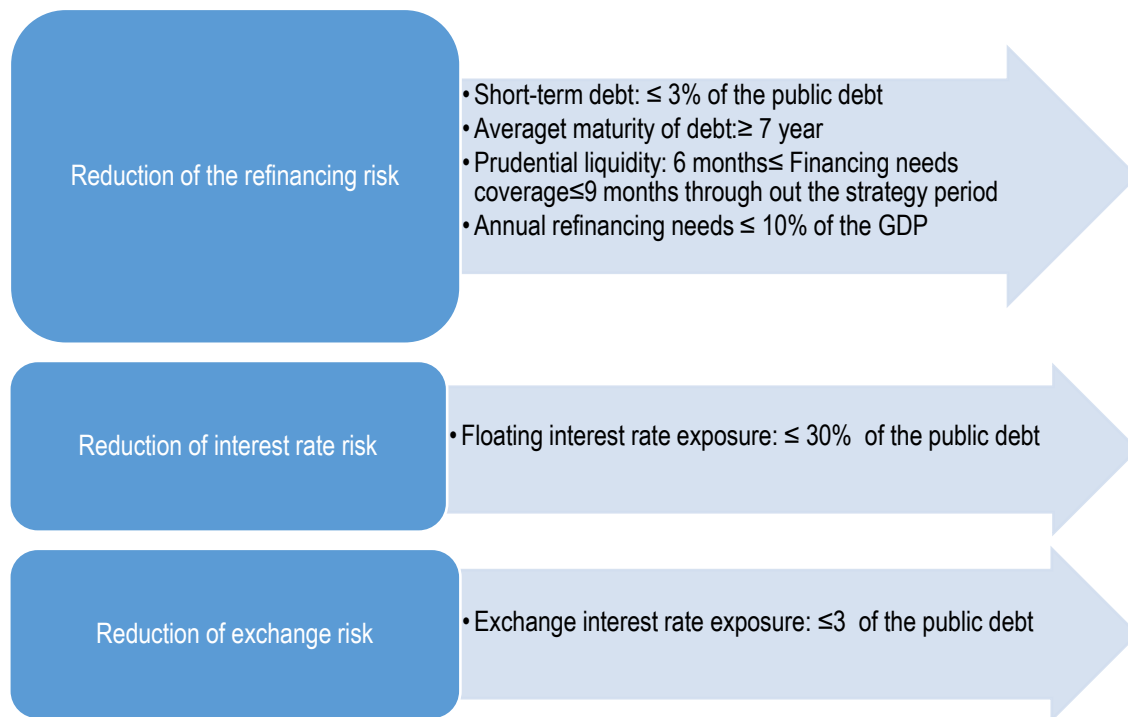 Reduction of the refinancing risk
• Short-term debt: ≤ 3% of the public debt
• Averaget maturity of debt:≥ 7 year
• Prudential liquidity: 6 months≤ Financing needs
coverage≤9 months through out the strategy period
• Annual refinancing needs ≤ 10% of the GDP
Reduction of interest rate risk
• Floating interest rate exposure: ≤ 30% of the public debt
Reduction of exchange risk
• Exchange interest rate exposure: ≤3 of the public debt